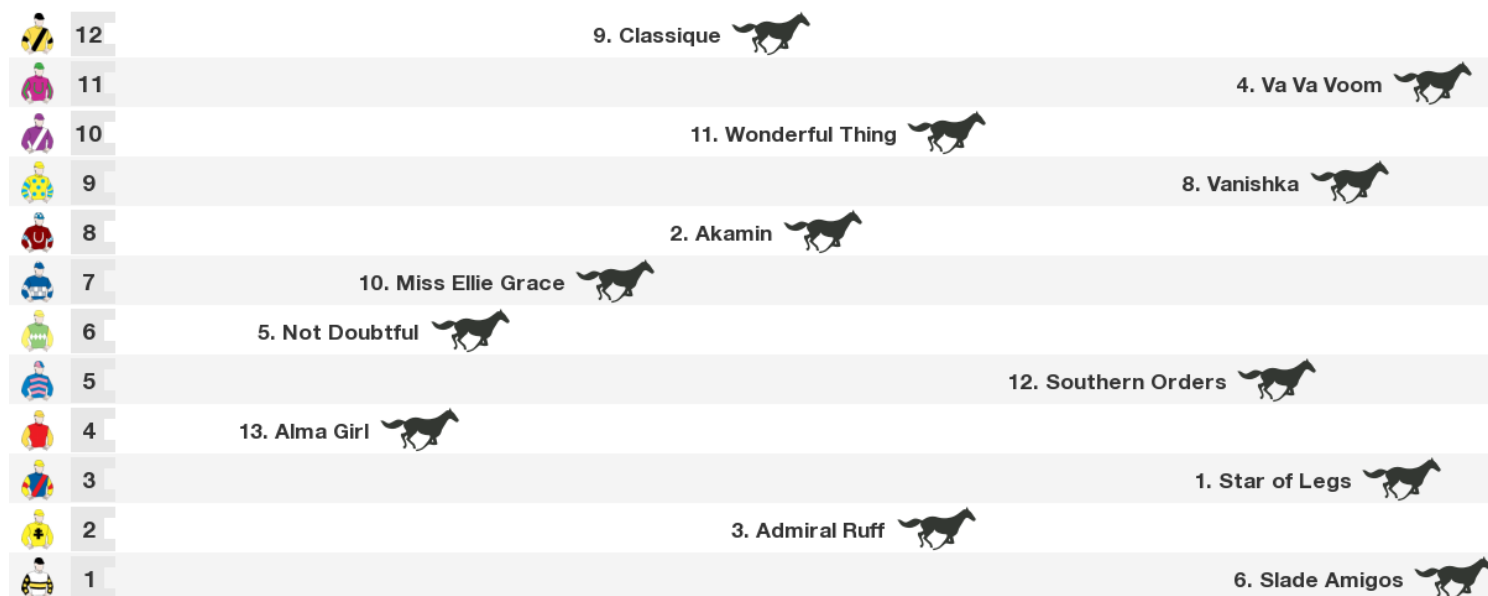 12 9. Classique
11 4. Va Va Voom
10 11. Wonderful Thing
9 8. Vanishka
8 2. Akamin
7 10. Miss Ellie Grace
6 5. Not Doubtful
5 12. Southern Orders
4 13. Alma Girl
3 1. Star of Legs
2 3. Admiral Ruff
1 6. Slade Amigos